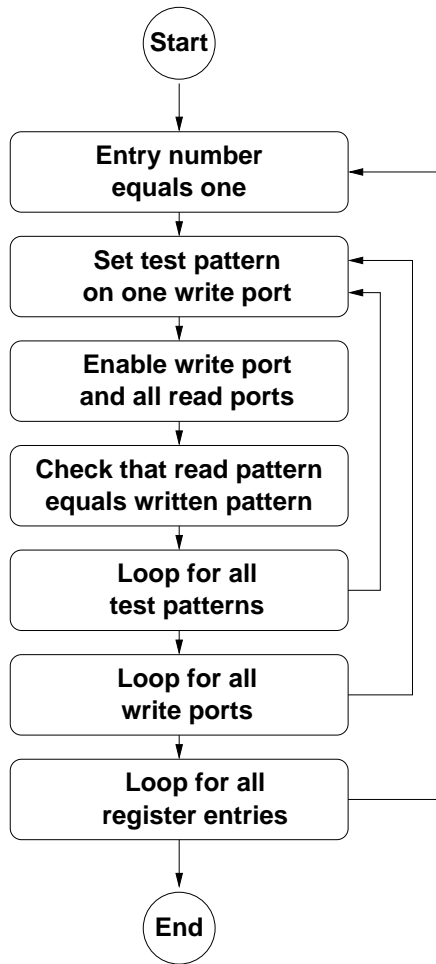 Start
Entry number
equals one
Set test pattern
on one write port
Enable write port
and all read ports
Check that read pattern
equals written pattern
Loop for all
test patterns
Loop for all
write ports
Loop for all
register entries
End